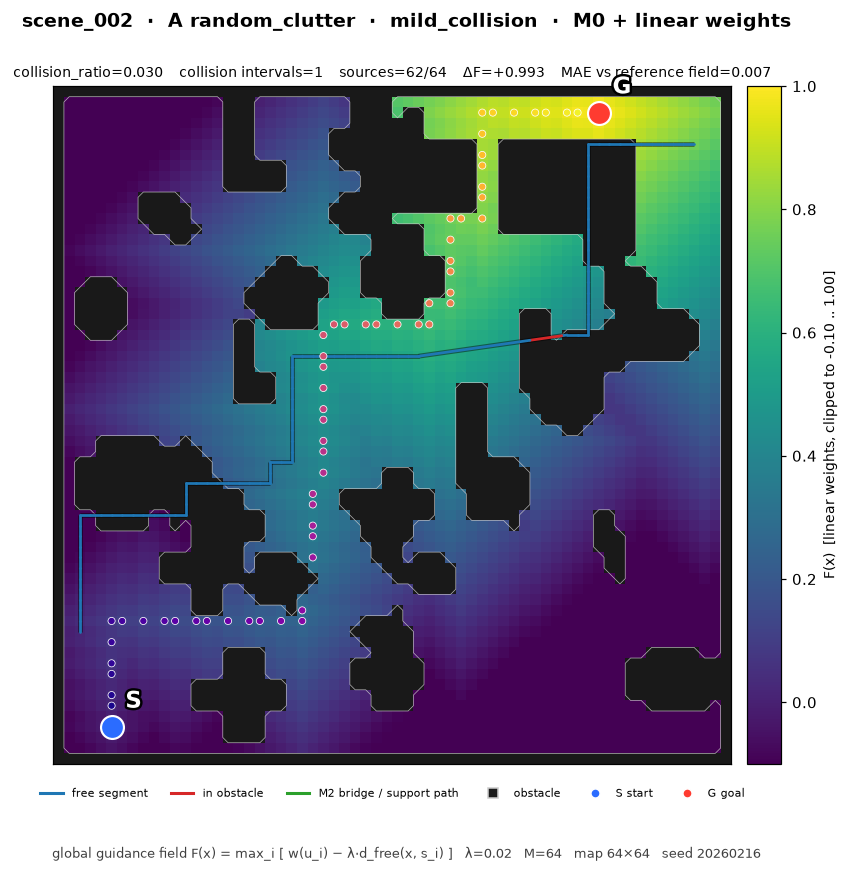 scene_002 · A random_clutter · mild_collision · M0 + linear weights
collision_ratio=0.030 collision intervals=1 sources=62/64 ΔF=+0.993 MAE vs reference field=0.007
G
S
1.0
0.8
0.6
0.4
0.2
0.0
F(x) [linear weights, clipped to -0.10 .. 1.00]
free segment
in obstacle
M2 bridge / support path
obstacle
S start
G goal
global guidance field F(x) = max_i [ w(u_i) − λ·d_free(x, s_i) ] λ=0.02 M=64 map 64×64 seed 20260216